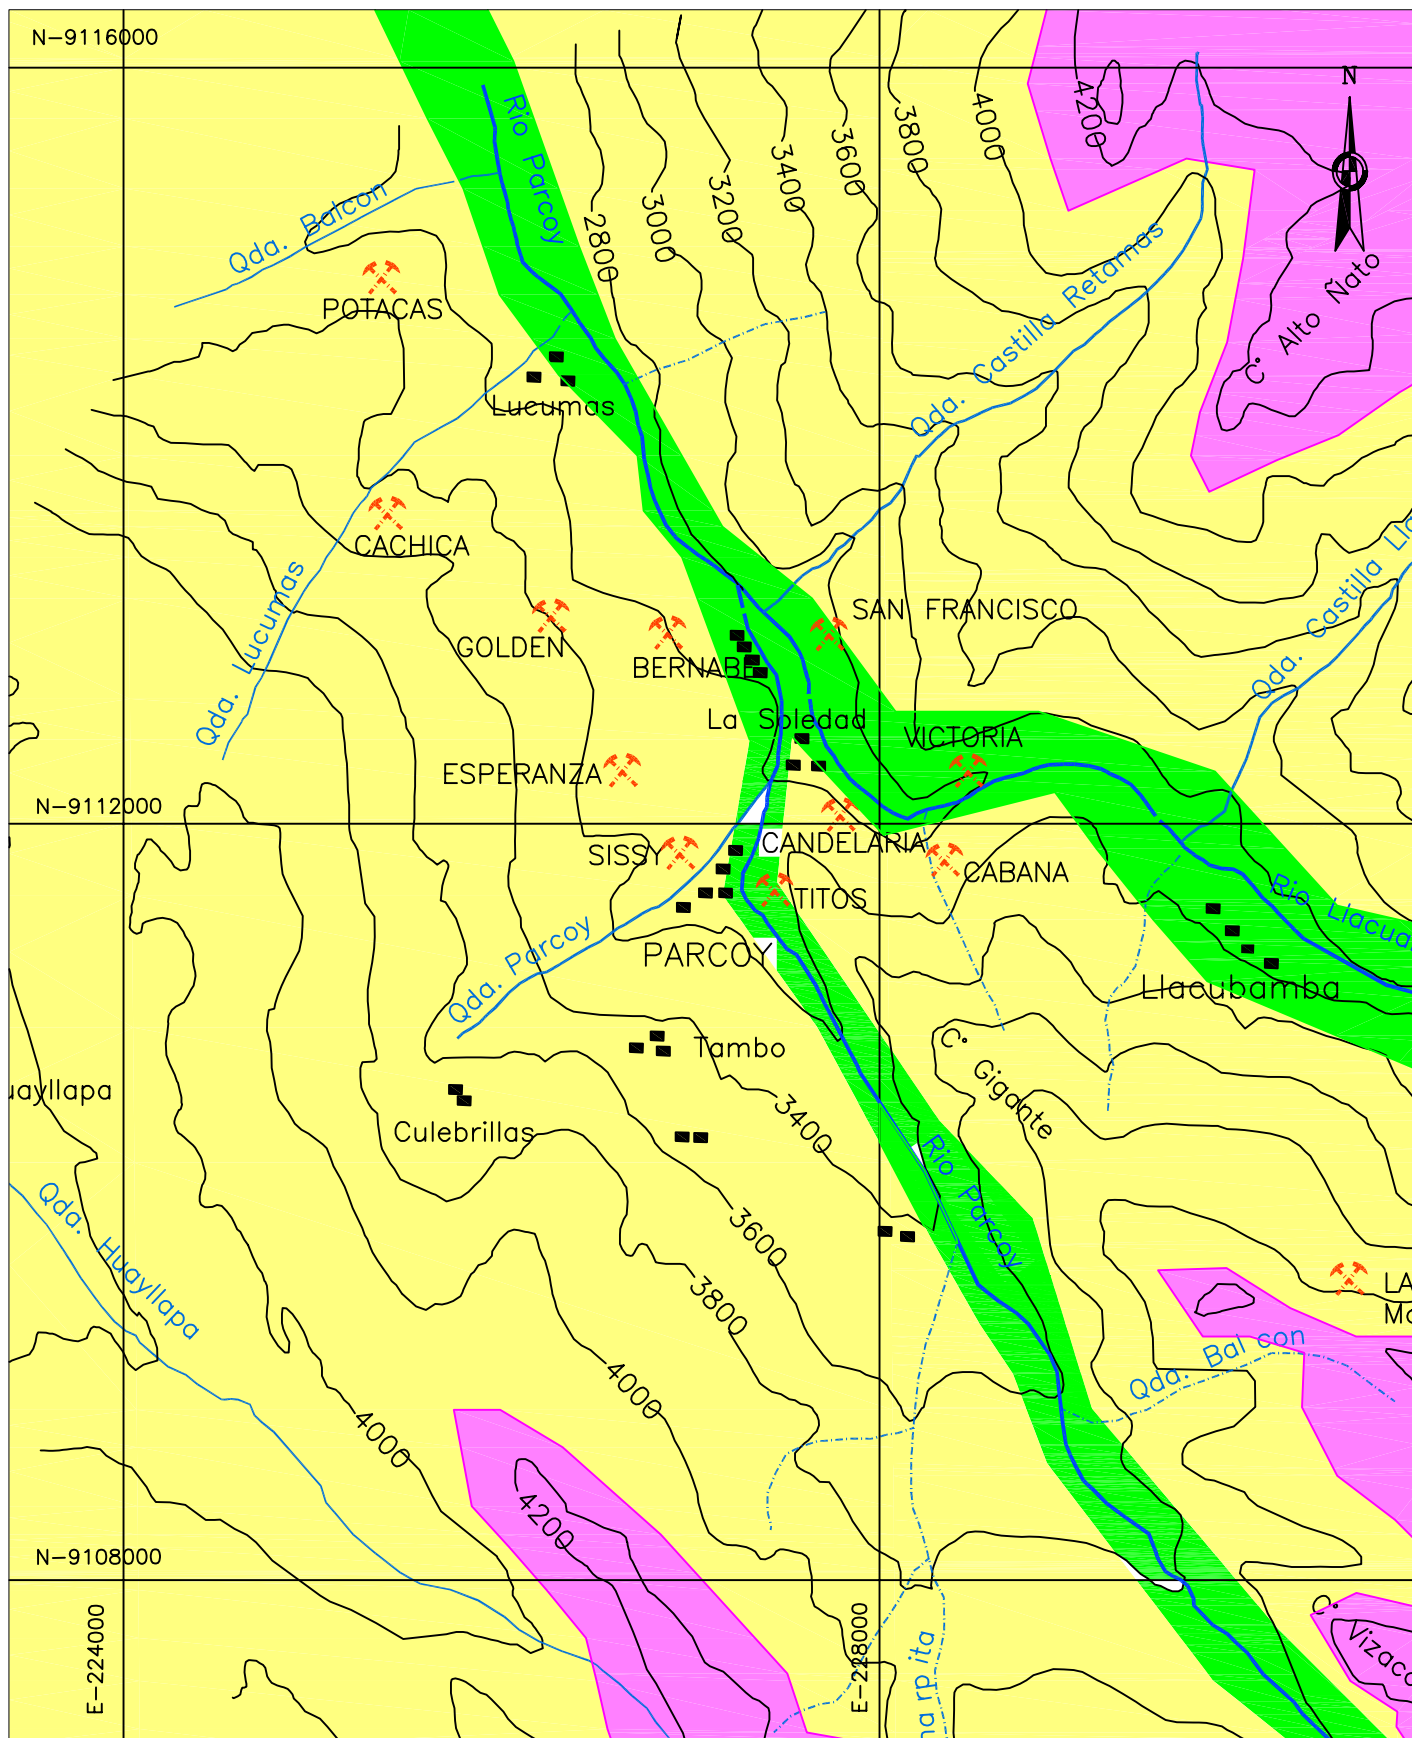 N-9116000
N
Rio Parcoy
2800
3000
3200
3400
3600
3800
4000
4200
Qda. Balcon
POTACAS
Qda. Castilla Retamas
C° Alto Ñato
Lucumas
CACHICA
Qda. Lucumas
GOLDEN
BERNABE
SAN FRANCISCO
Qda. Castilla
La Soledad
VICTORIA
ESPERANZA
N-9112000
SISSY
CANDELARIA
CABANA
TITOS
Rio
PARCOY
Qda. Parcoy
Llacubamba
Tambo
C° Gigante
uayllapa
Culebrillas
3400
Rio Parcoy
Qda. Huayllapa
3600
3800
4000
4000
4200
LA
Qda. Bal con
N-9108000
E-224000
E-228000
C° Vizac
rpita